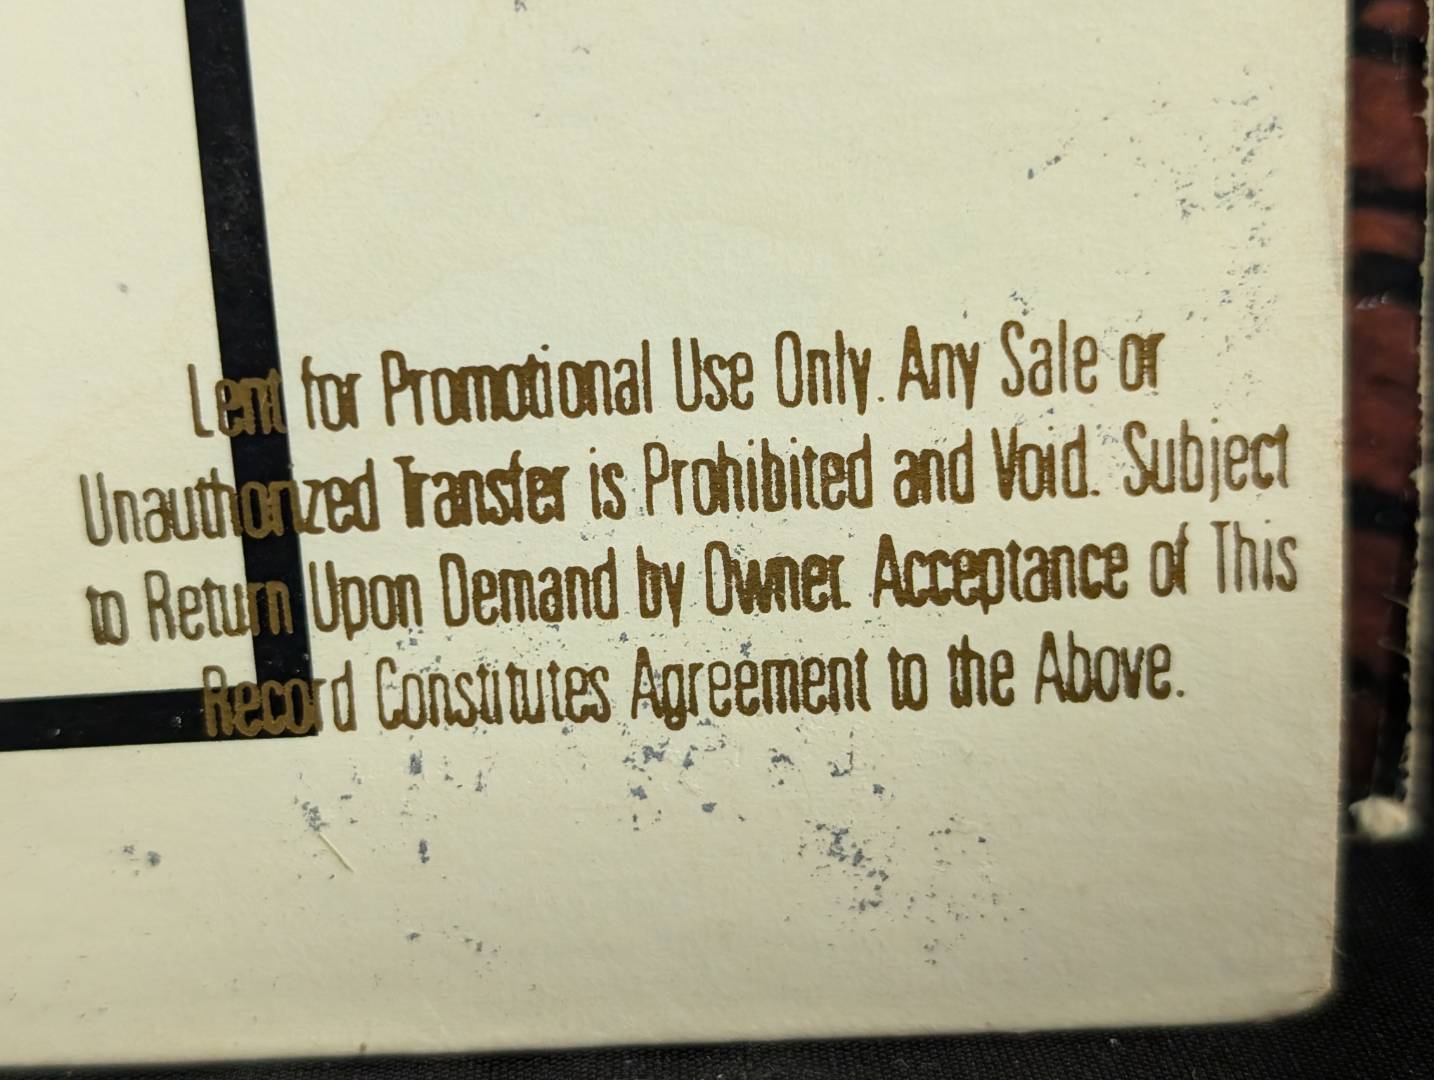 Lent for Promotional Use Only. Any Sale or
Unauthorized Transfer is Prohibited and Void. Subject
to Return Upon Demand by Owner. Acceptance of This
Record Constitutes Agreement to the Above.